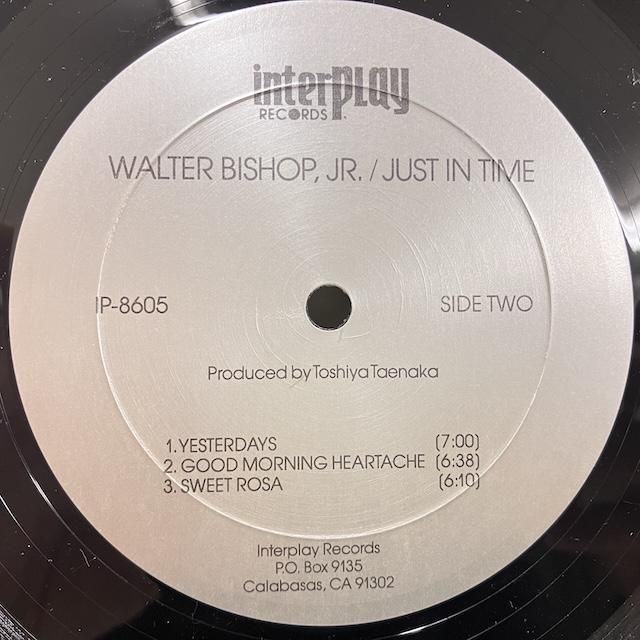 interplay
RECORDS
WALTER BISHOP, JR. / JUST IN TIME
IP-8605
SIDE TWO
Produced by Toshiya Taenaka
1. YESTERDAYS (7:00)
2. GOOD MORNING HEARTACHE (6:38)
3. SWEET ROSA (6:10)
Interplay Records
P.O. Box 9135
Calabasas, CA 91302